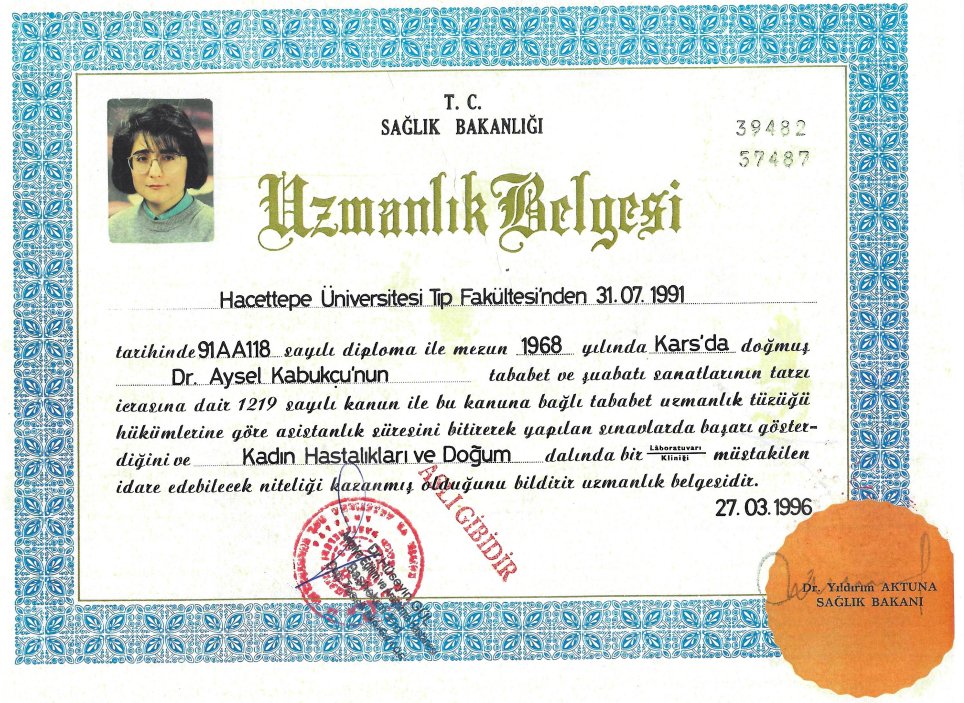 T. C.
SAĞLIK BAKANLIĞI
39482
57487
Uzmanlık Belgesi
Hacettepe Üniversitesi Tıp Fakültesi'nden 31.07.1991
tarihinde 91AA118 sayılı diploma ile mezun 1968 yılında Kars'da doğmuş
Dr. Aysel Kabukçu'nun tababet ve şuabatı sanatlarının tarzı
icrasına dair 1219 sayılı kanun ile bu kanuna bağlı tababet uzmanlık tüzüğü
hükümlerine göre asistanlık süresini bitirerek yapılan sınavlarda başarı göster-
diğini ve Kadın Hastalıkları ve Doğum dalında bir Lâboratuvarı Kliniği müstakilen
idare edebilecek niteliği kazanmış olduğunu bildirir uzmanlık belgesidir.
27.03.1996
ASLI GİBİDİR
Dr. Yıldırım AKTUNA
SAĞLIK BAKANI